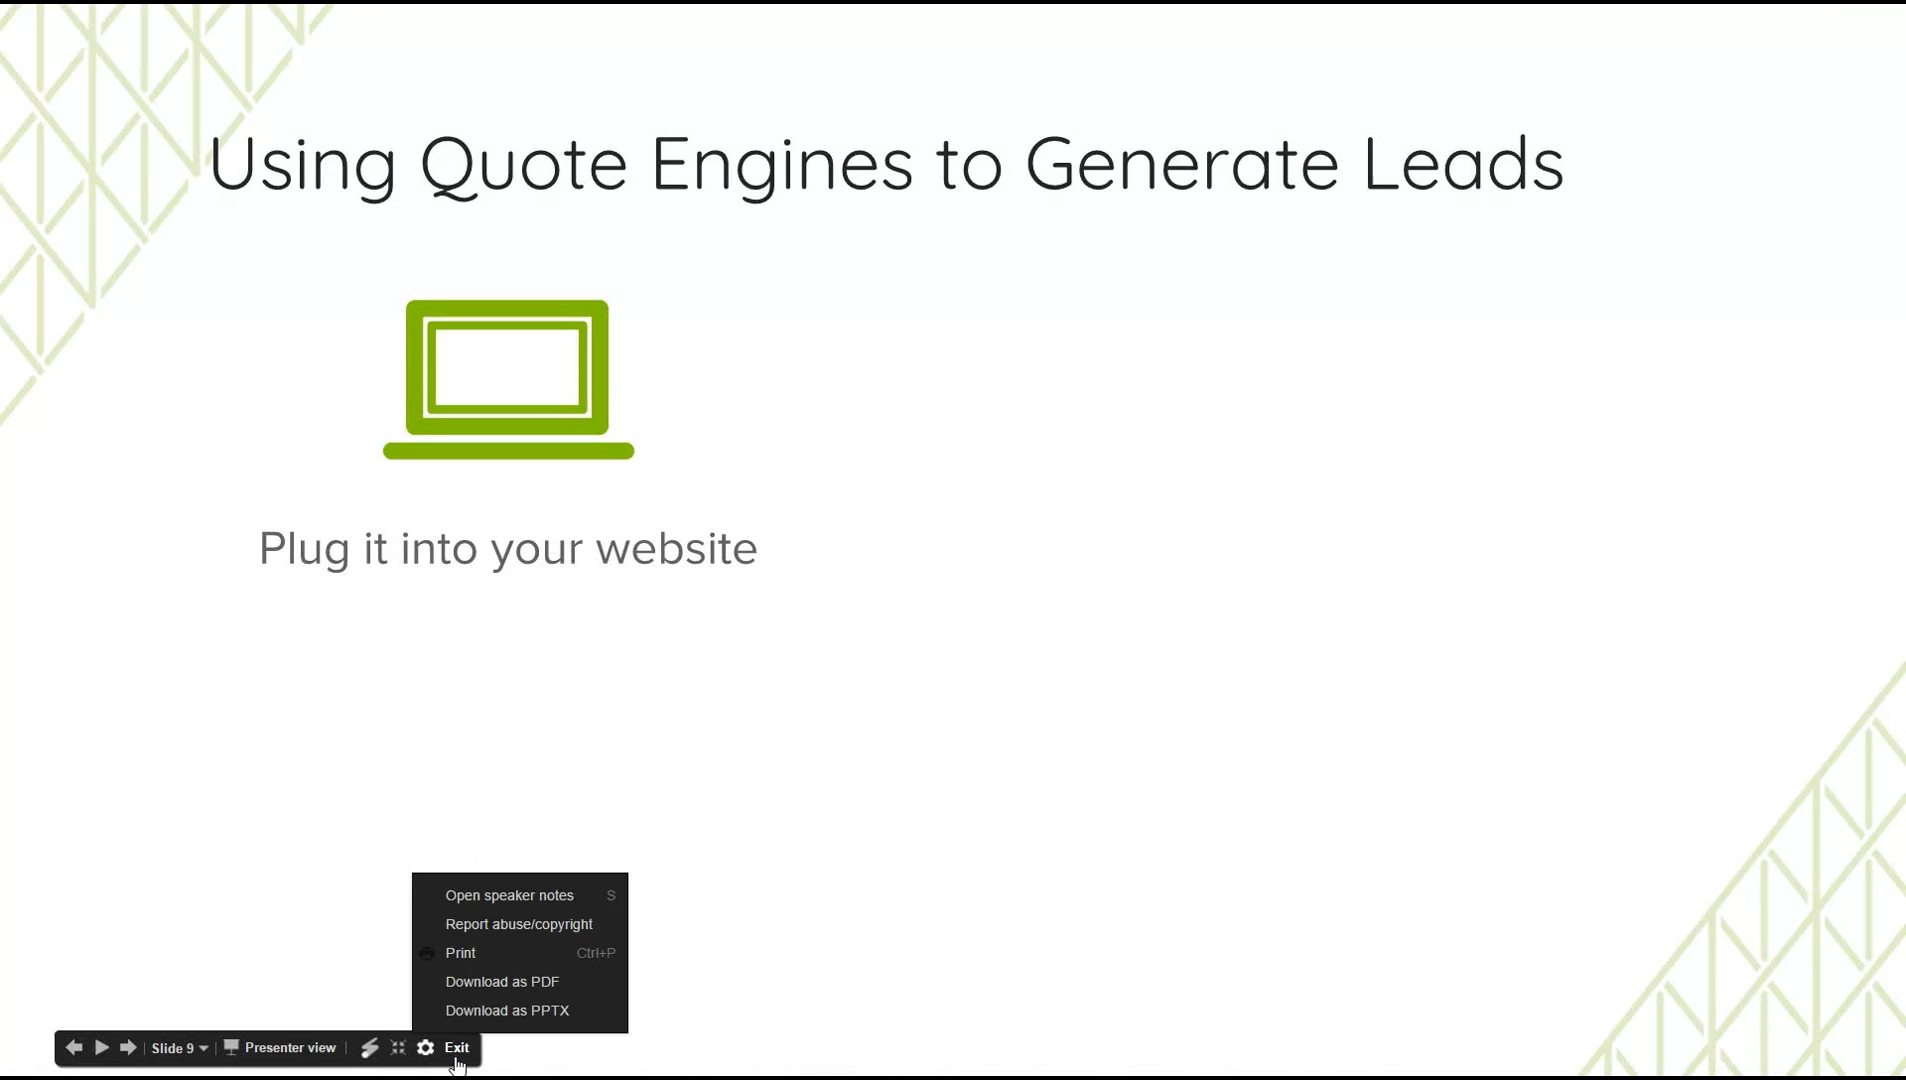 Using Quote Engines to Generate Leads
Plug it into your website
Open speaker notes S
Report abuse/copyright
Print Ctrl+P
Download as PDF
Download as PPTX
Slide 9 Presenter view Exit